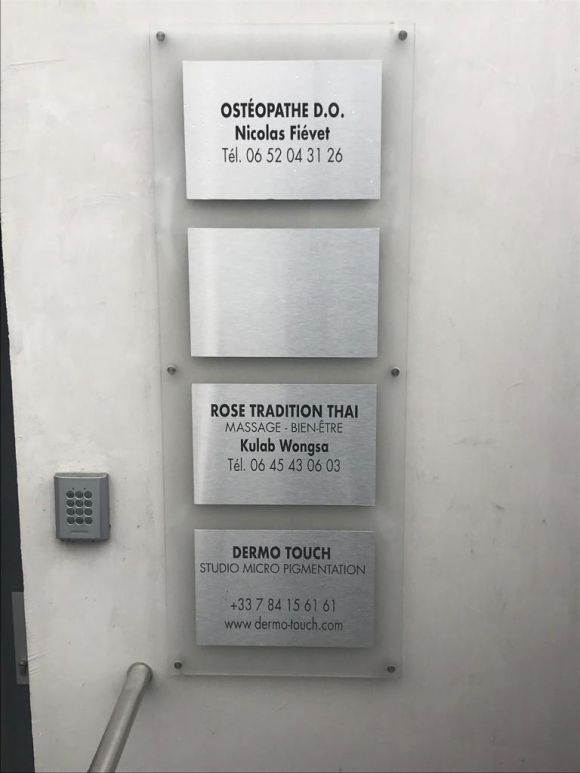 OSTÉOPATHE D.O.
Nicolas Fiévet
Tél. 06 52 04 31 26
ROSE TRADITION THAI
MASSAGE - BIEN-ÊTRE
Kulab Wongsa
Tél. 06 45 43 06 03
DERMO TOUCH
STUDIO MICRO PIGMENTATION
+33 7 84 15 61 61
www.dermo-touch.com